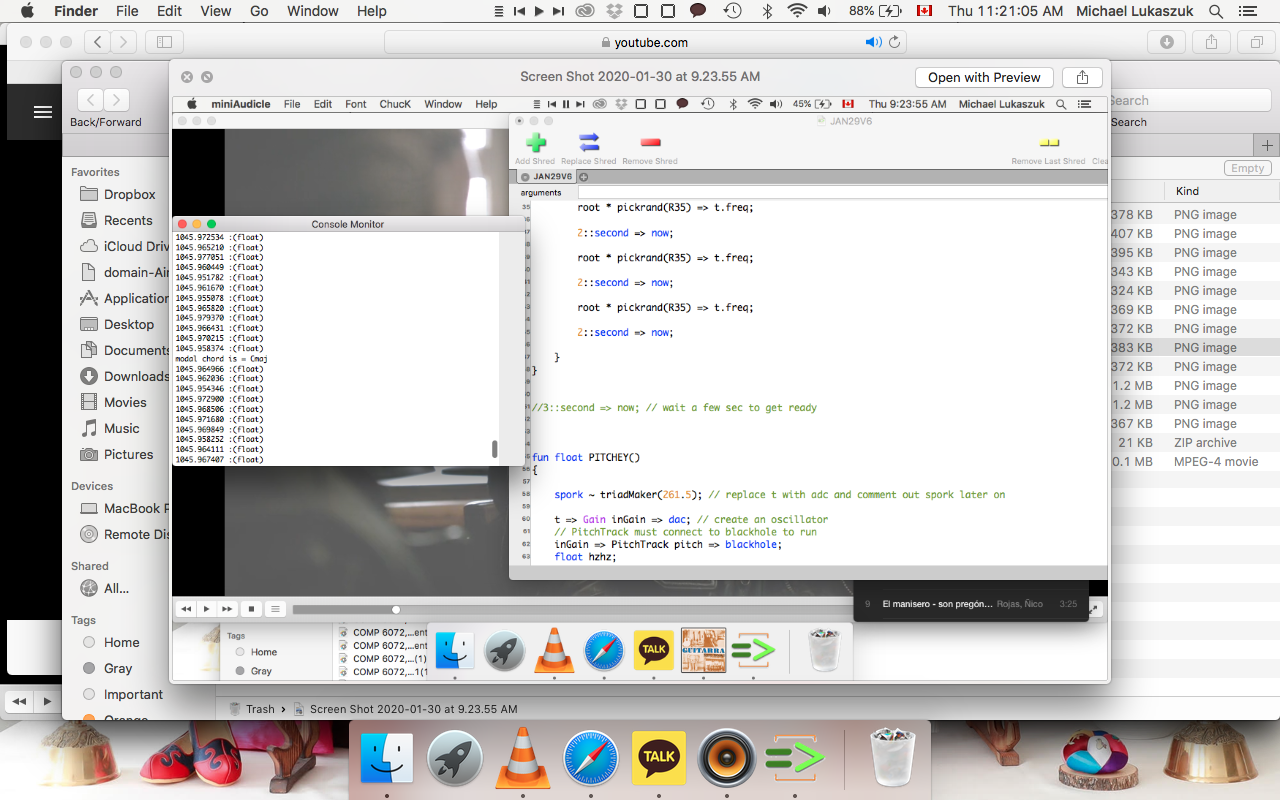 Finder File Edit View Go Window Help 88% Thu 11:21:05 AM Michael Lukaszuk
youtube.com
Screen Shot 2020-01-30 at 9.23.55 AM Open with Preview
Back/Forward
Search
Search
Empty
Kind
Favorites
Dropbox
Recents
iCloud Driv
domain-Air
Application
Desktop
Documents
Downloads
Movies
Music
Pictures
Devices
MacBook P
Remote Dis
Shared
All...
Tags
Home
Gray
Important
Orange
miniAudicle File Edit Font ChucK Window Help 45% Thu 9:23:55 AM Michael Lukaszuk
JAN29V6
Add Shred Replace Shred Remove Shred Remove Last Shred Clea
JAN29V6
arguments
Console Monitor
1045.972534 :(float)
1045.965210 :(float)
1045.977051 :(float)
1045.960449 :(float)
1045.951782 :(float)
1045.961670 :(float)
1045.955078 :(float)
1045.965820 :(float)
1045.979370 :(float)
1045.966431 :(float)
1045.970215 :(float)
1045.958374 :(float)
modal chord is = Cmaj
1045.964966 :(float)
1045.962036 :(float)
1045.954346 :(float)
1045.972900 :(float)
1045.968506 :(float)
1045.971680 :(float)
1045.969849 :(float)
1045.958252 :(float)
1045.964111 :(float)
1045.967407 :(float)
root * pickrand(R35) => t.freq;
2::second => now;
root * pickrand(R35) => t.freq;
2::second => now;
root * pickrand(R35) => t.freq;
2::second => now;
}
}
//3::second => now; // wait a few sec to get ready
fun float PITCHEY()
{
spork ~ triadMaker(261.5); // replace t with adc and comment out spork later on
t => Gain inGain => dac; // create an oscillator
// PitchTrack must connect to blackhole to run
inGain => PitchTrack pitch => blackhole;
float hzhz;
9 El manisero - son pregón... Rojas, Ñico 3:25
Tags
Home
Gray
COMP 6072,...ent
COMP 6072,...ent
COMP 6072,...(1)
COMP 6072,...1(1
TALK
GUITARRA
378 KB PNG image
407 KB PNG image
395 KB PNG image
343 KB PNG image
324 KB PNG image
369 KB PNG image
372 KB PNG image
383 KB PNG image
372 KB PNG image
1.2 MB PNG image
1.2 MB PNG image
367 KB PNG image
21 KB ZIP archive
0.1 MB MPEG-4 movie
Trash › Screen Shot 2020-01-30 at 9.23.55 AM
TALK